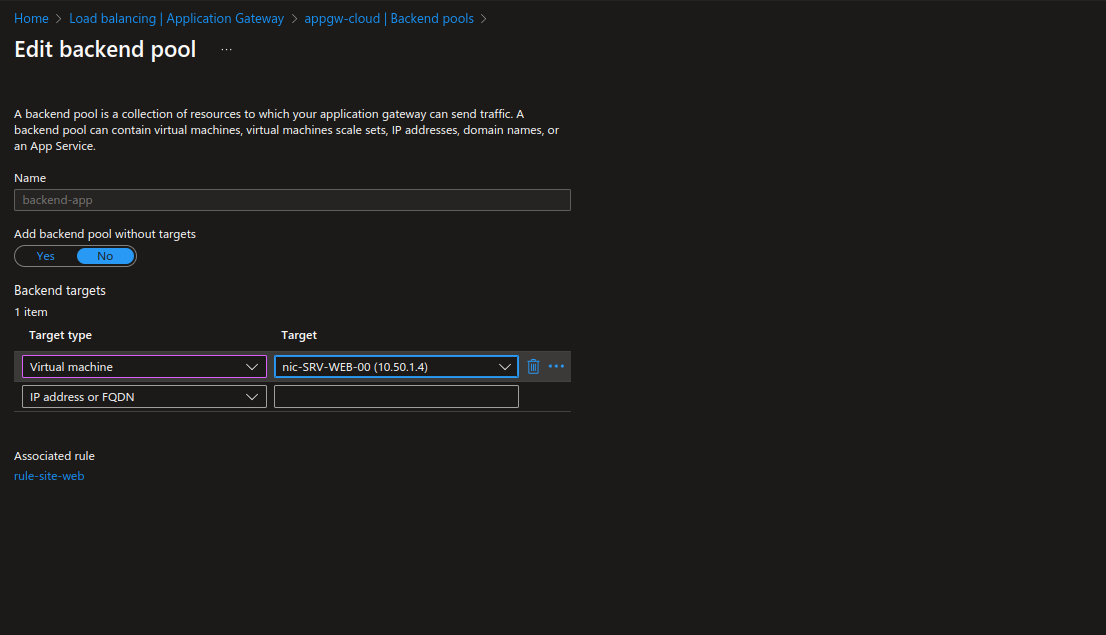 Home > Load balancing | Application Gateway > appgw-cloud | Backend pools >
Edit backend pool ...
A backend pool is a collection of resources to which your application gateway can send traffic. A
backend pool can contain virtual machines, virtual machines scale sets, IP addresses, domain names, or
an App Service.
Name
backend-app
Add backend pool without targets
Yes No
Backend targets
1 item
Target type Target
Virtual machine nic-SRV-WEB-00 (10.50.1.4)
IP address or FQDN
Associated rule
rule-site-web